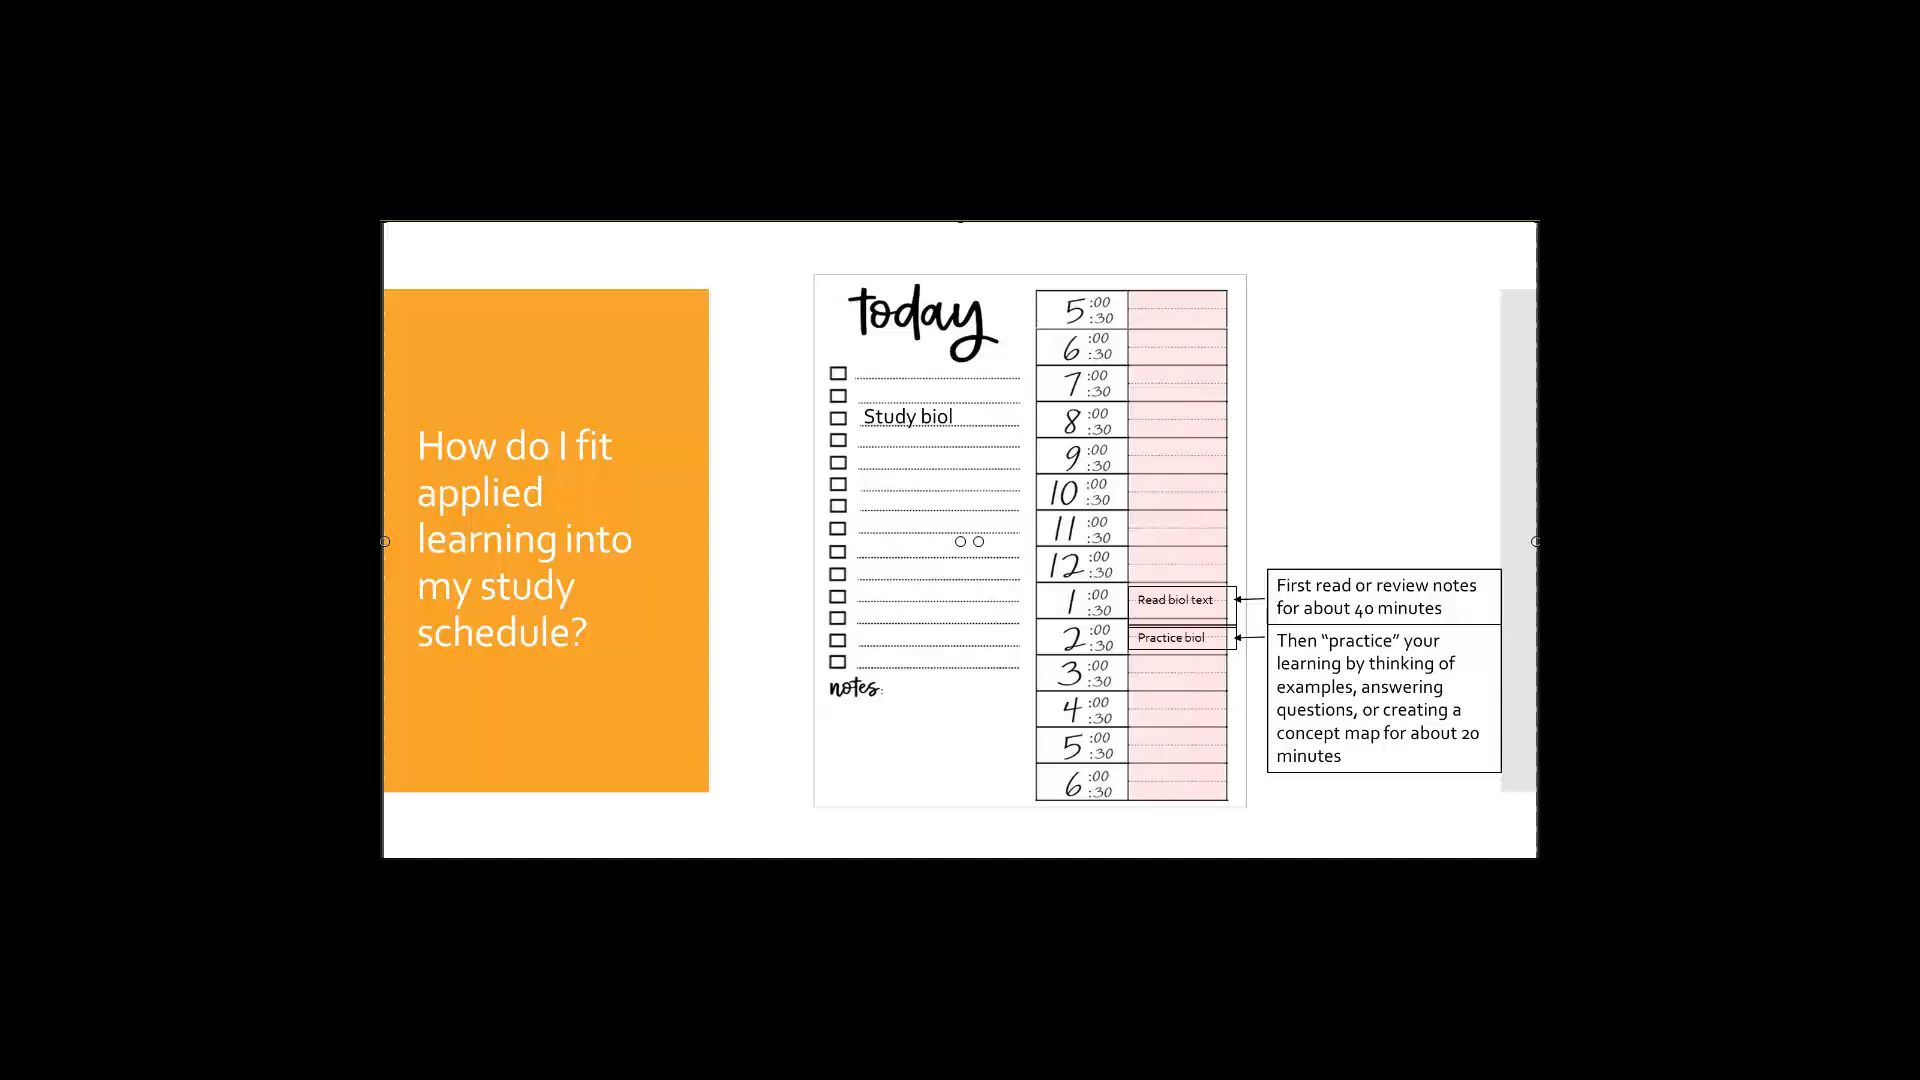 How do I fit
applied
learning into
my study
schedule?
today
Study biol
notes:
5 :00
:30
6 :00
:30
7 :00
:30
8 :00
:30
9 :00
:30
10 :00
:30
11 :00
:30
12 :00
:30
1 :00
:30
Read biol text
2 :00
:30
Practice biol
3 :00
:30
4 :00
:30
5 :00
:30
6 :00
:30
First read or review notes
for about 40 minutes
Then “practice” your
learning by thinking of
examples, answering
questions, or creating a
concept map for about 20
minutes